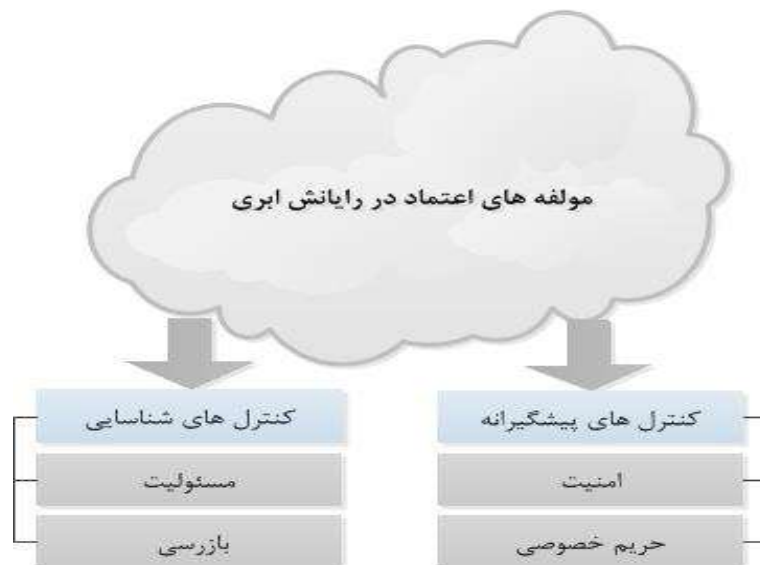 مولفه های اعتماد در رایانش ابری
کنترل های پیشگیرانه
امنیت
حریم خصوصی
کنترل های شناسایی
مسئولیت
بازرسی